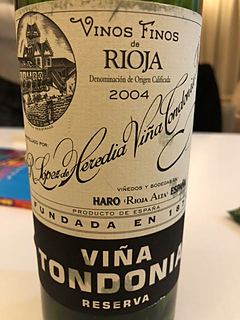 VINOS FINOS
de
RIOJA
Denominación de Origen Calificada
2004
R. López de Heredia Viña Tondonia
VIÑEDOS Y BODEGAS EN
HARO (Rioja Alta) ESPAÑA
PRODUCTO DE ESPAÑA
FUNDADA EN 18
VIÑA
TONDONIA
RESERVA